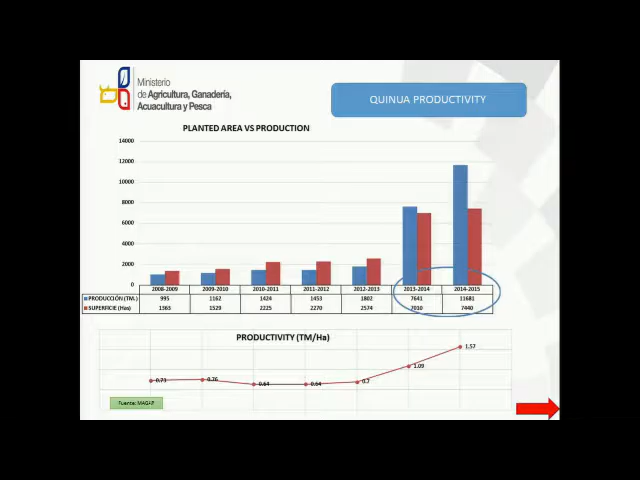 Ministerio
de Agricultura, Ganadería,
Acuacultura y Pesca
QUINUA PRODUCTIVITY
PLANTED AREA VS PRODUCTION
14000
12000
10000
8000
6000
4000
2000
0
2008-2009 2009-2010 2010-2011 2011-2012 2012-2013 2013-2014 2014-2015
PRODUCCIÓN (TM.) 995 1162 1424 1453 1802 7641 11681
SUPERFICIE (Has) 1363 1529 2225 2270 2574 7010 7440
PRODUCTIVITY (TM/Ha)
0.73 0.76 0.64 0.64 0.7 1.09 1.57
Fuente: MAGAP